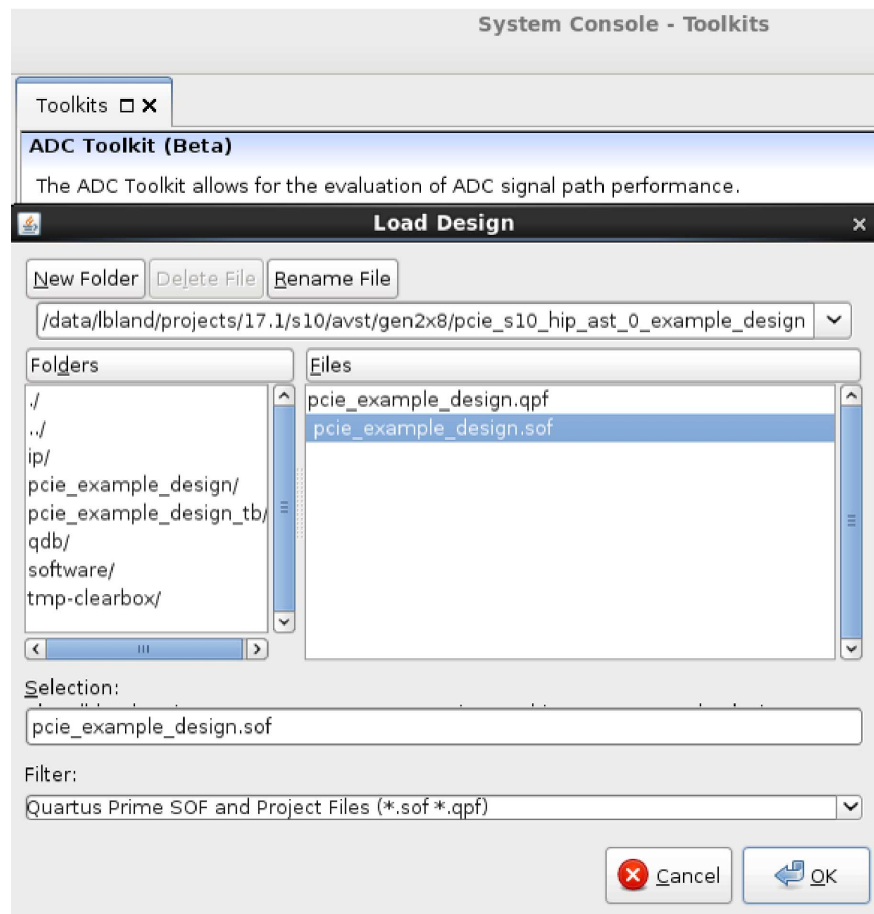 System Console - Toolkits
Toolkits
ADC Toolkit (Beta)
The ADC Toolkit allows for the evaluation of ADC signal path performance.
Load Design
New Folder Delete File Rename File
/data/lbland/projects/17.1/s10/avst/gen2x8/pcie_s10_hip_ast_0_example_design
Folders Files
./ pcie_example_design.qpf
../ pcie_example_design.sof
ip/
pcie_example_design/
pcie_example_design_tb/
qdb/
software/
tmp-clearbox/
Selection:
pcie_example_design.sof
Filter:
Quartus Prime SOF and Project Files (*.sof *.qpf)
Cancel OK